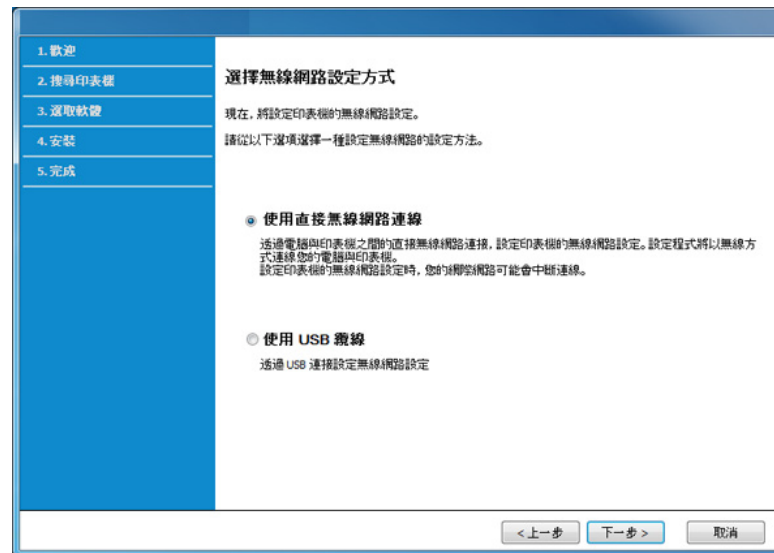 1. 歡迎
2. 搜尋印表機
3. 選取軟體
4. 安裝
5. 完成
選擇無線網路設定方式
現在, 將設定印表機的無線網路設定。
請從以下選項選擇一種設定無線網路的設定方法。
使用直接無線網路連線
透過電腦與印表機之間的直接無線網路連接, 設定印表機的無線網路設定。設定程式將以無線方
式連線您的電腦與印表機。
設定印表機的無線網路設定時, 您的網際網路可能會中斷連線。
使用 USB 纜線
透過 USB 連接設定無線網路設定
<上一步
下一步 >
取消